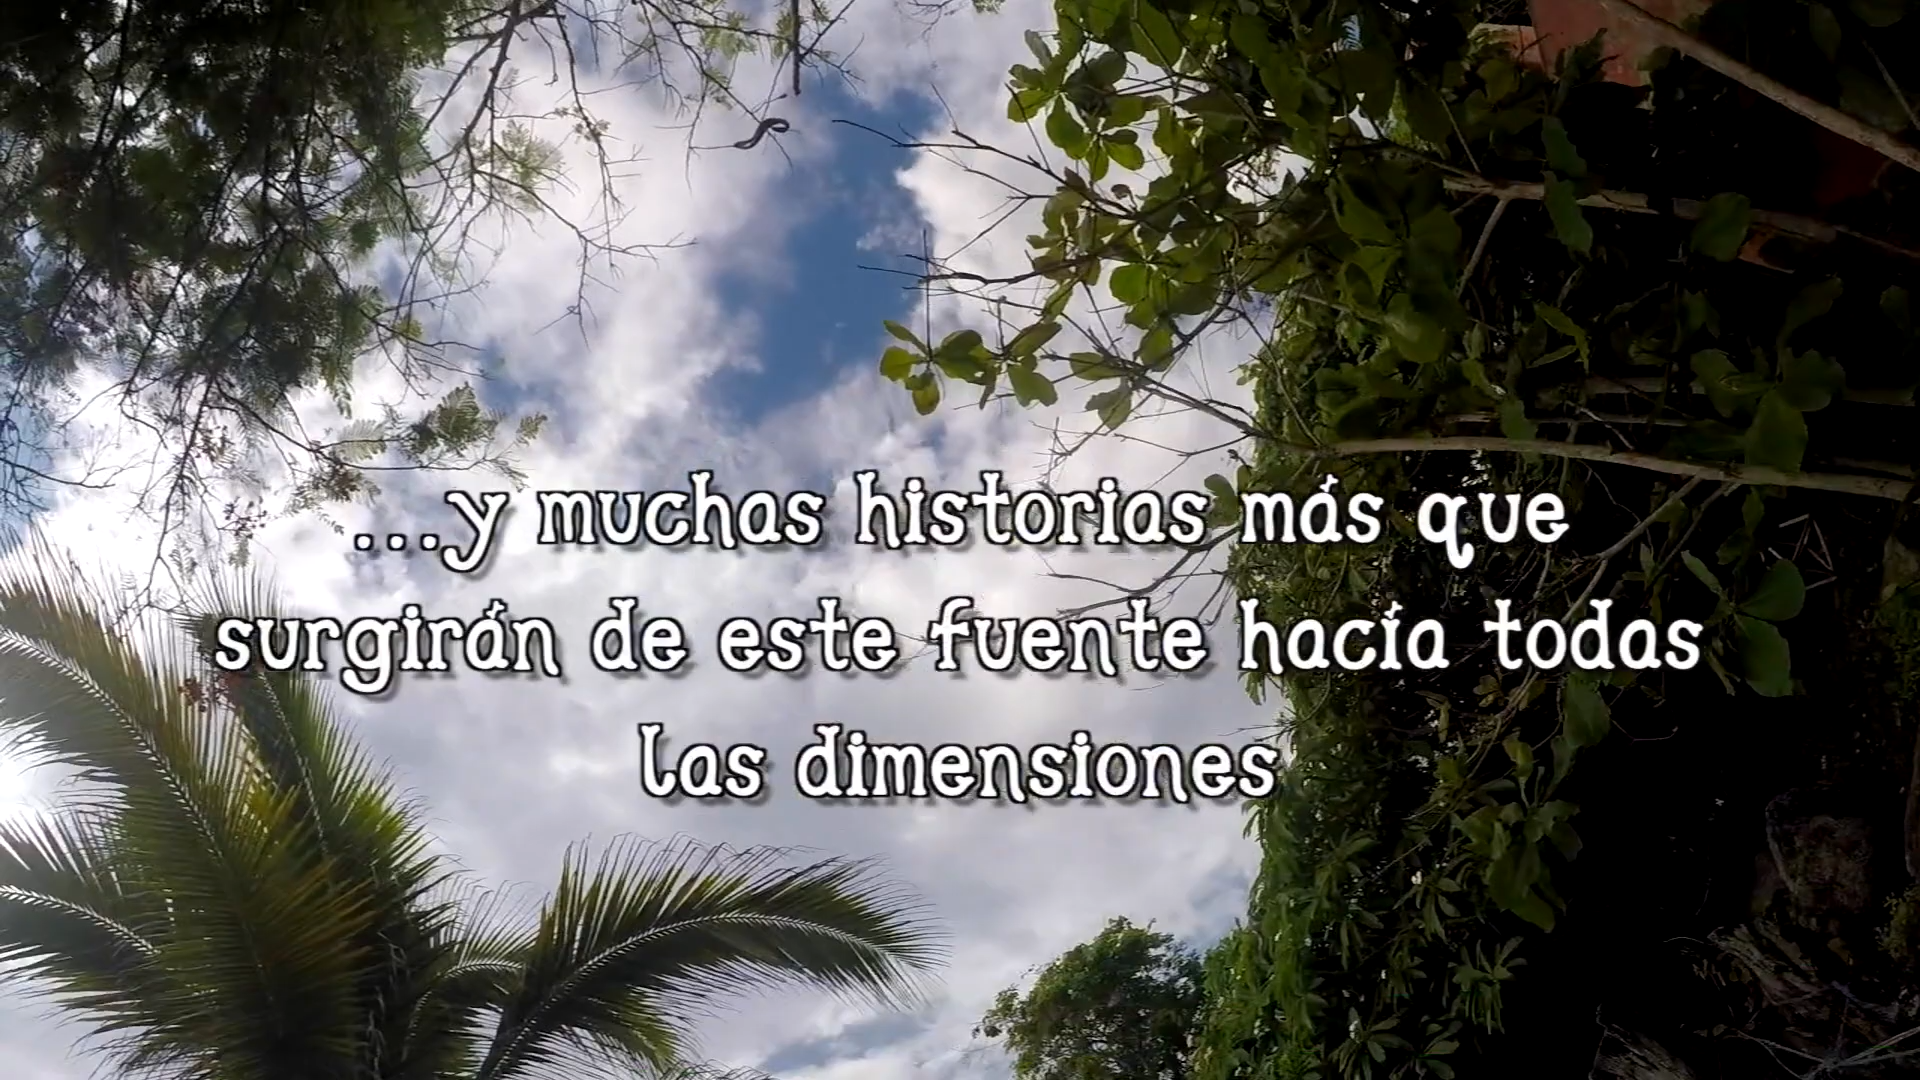 ...y muchas historias más que
surgirán de este fuente hacía todas
las dimensiones